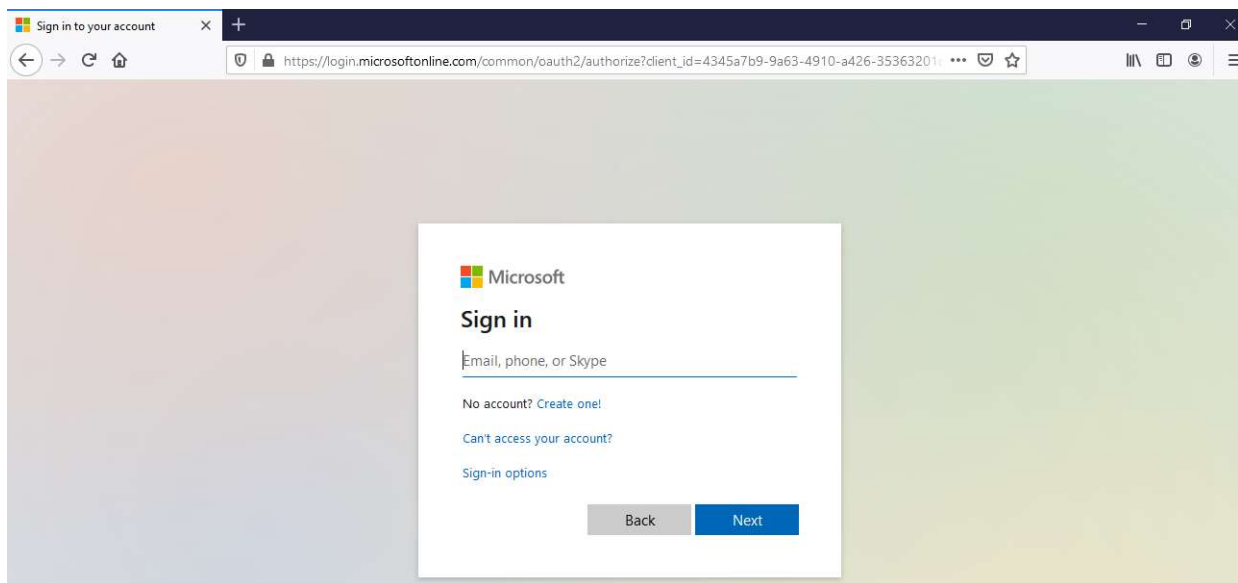 Sign in to your account
https://login.microsoftonline.com/common/oauth2/authorize?client_id=4345a7b9-9a63-4910-a426-35363201
Microsoft
Sign in
Email, phone, or Skype
No account? Create one!
Can't access your account?
Sign-in options
Back Next